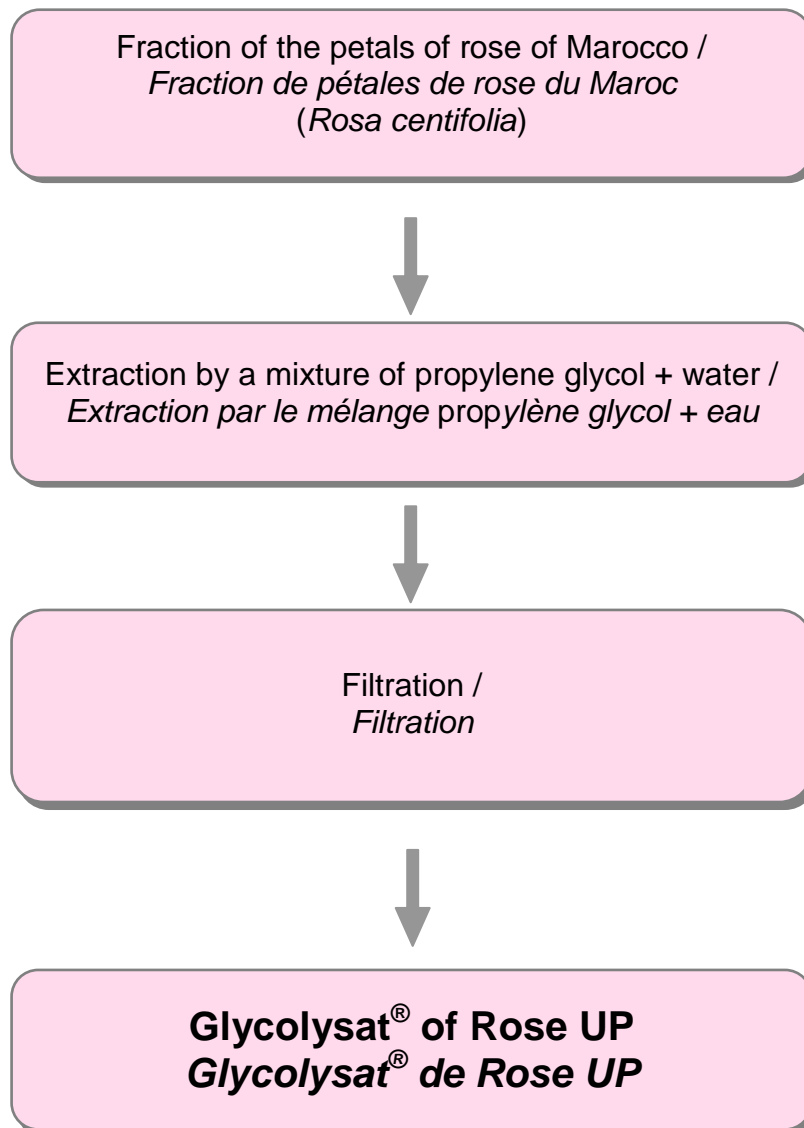 Fraction of the petals of rose of Marocco /
Fraction de pétales de rose du Maroc
(Rosa centifolia)
Extraction by a mixture of propylene glycol + water /
Extraction par le mélange propylène glycol + eau
Filtration /
Filtration
Glycolysat® of Rose UP
Glycolysat® de Rose UP